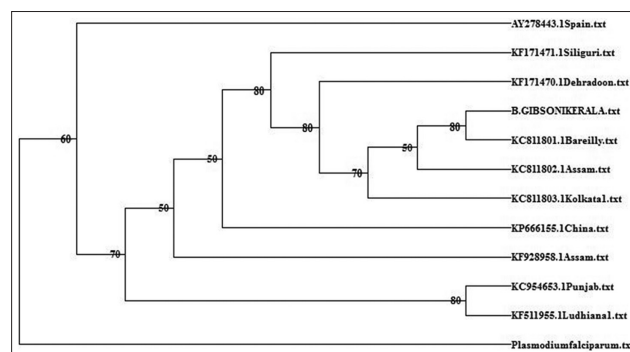 AY278443.1Spain.txt
KF171471.1Siliguri.txt
80
KF171470.1Dehradoon.txt
B.GIBSONIKERALA.txt
80
80
KC811801.1Bareilly.txt
60
50
50
KC811802.1Assam.txt
70
KC811803.1Kolkata1.txt
50
KP666155.1China.txt
70
KF928958.1Assam.txt
KC954653.1Punjab.txt
80
KF511955.1Ludhiana1.txt
Plasmodiumfalciparum.tx